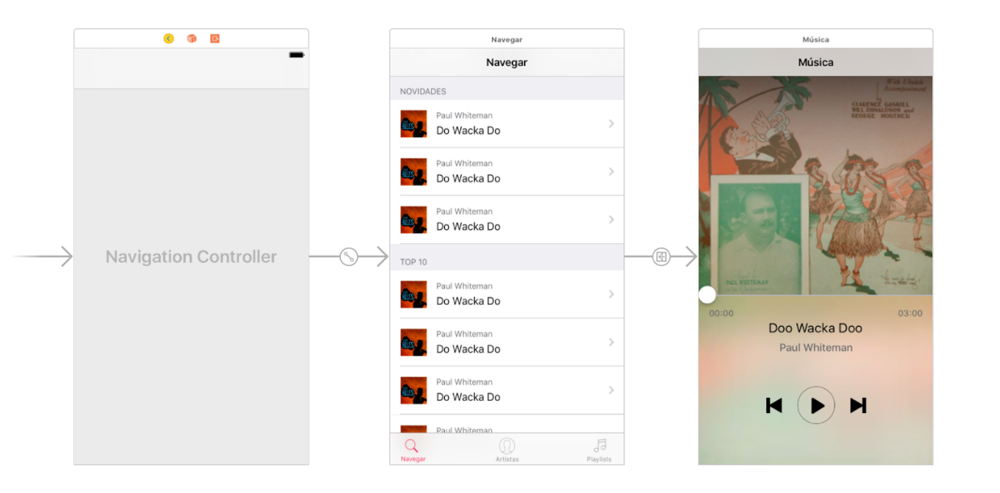 Navigation Controller
Navegar
Navegar
NOVIDADES
Paul Whiteman
Do Wacka Do
Paul Whiteman
Do Wacka Do
Paul Whiteman
Do Wacka Do
TOP 10
Paul Whiteman
Do Wacka Do
Paul Whiteman
Do Wacka Do
Paul Whiteman
Do Wacka Do
Paul Whiteman
Navegar
Artistas
Playlists
Música
Música
With Ukulele
Accompaniment
CLARENCE GASKILL
WILL DONALDSON and
GEORGE HORTHER
PAUL WHITEMAN
00:00
03:00
Doo Wacka Doo
Paul Whiteman